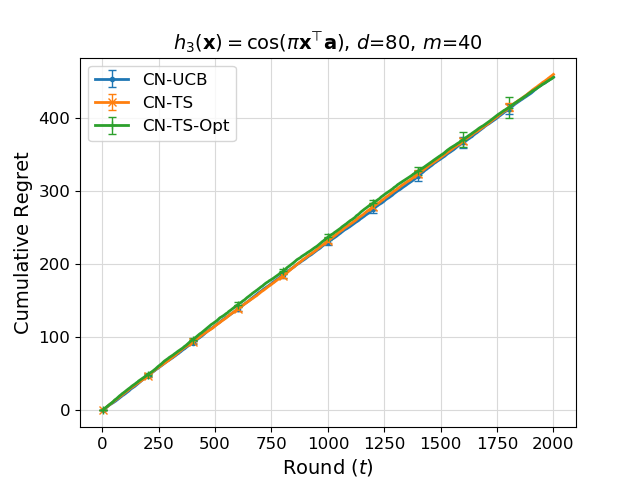 h₃(𝐱) = cos(π𝐱⊤𝐚), d=80, m=40
CN-UCB
CN-TS
CN-TS-Opt
Cumulative Regret
400
300
200
100
0
0 250 500 750 1000 1250 1500 1750 2000
Round (t)